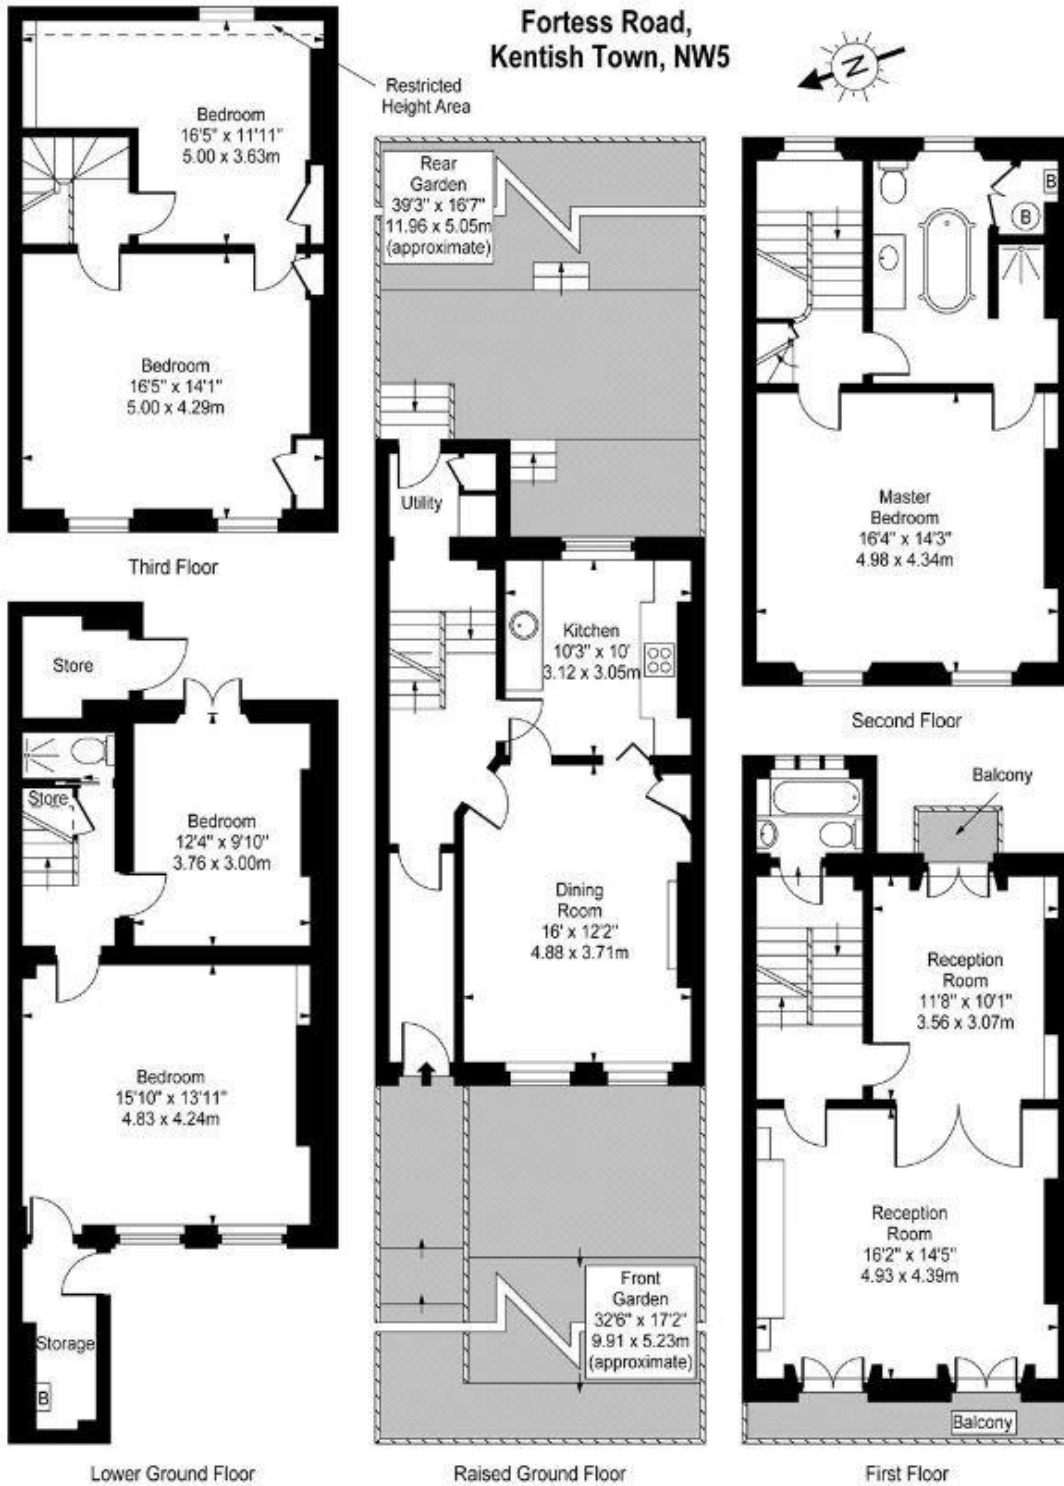 Fortess Road,
Kentish Town, NW5
N
Restricted
Height Area
Bedroom
16'5" x 11'11"
5.00 x 3.63m
Bedroom
16'5" x 14'1"
5.00 x 4.29m
Third Floor
Store
Store
Bedroom
12'4" x 9'10"
3.76 x 3.00m
Bedroom
15'10" x 13'11"
4.83 x 4.24m
Storage
B
Lower Ground Floor
Rear
Garden
39'3" x 16'7"
11.96 x 5.05m
(approximate)
Utility
Kitchen
10'3" x 10'
3.12 x 3.05m
Dining
Room
16' x 12'2"
4.88 x 3.71m
Front
Garden
32'6" x 17'2"
9.91 x 5.23m
(approximate)
Raised Ground Floor
B
B
Master
Bedroom
16'4" x 14'3"
4.98 x 4.34m
Second Floor
Balcony
Reception
Room
11'8" x 10'1"
3.56 x 3.07m
Reception
Room
16'2" x 14'5"
4.93 x 4.39m
Balcony
First Floor